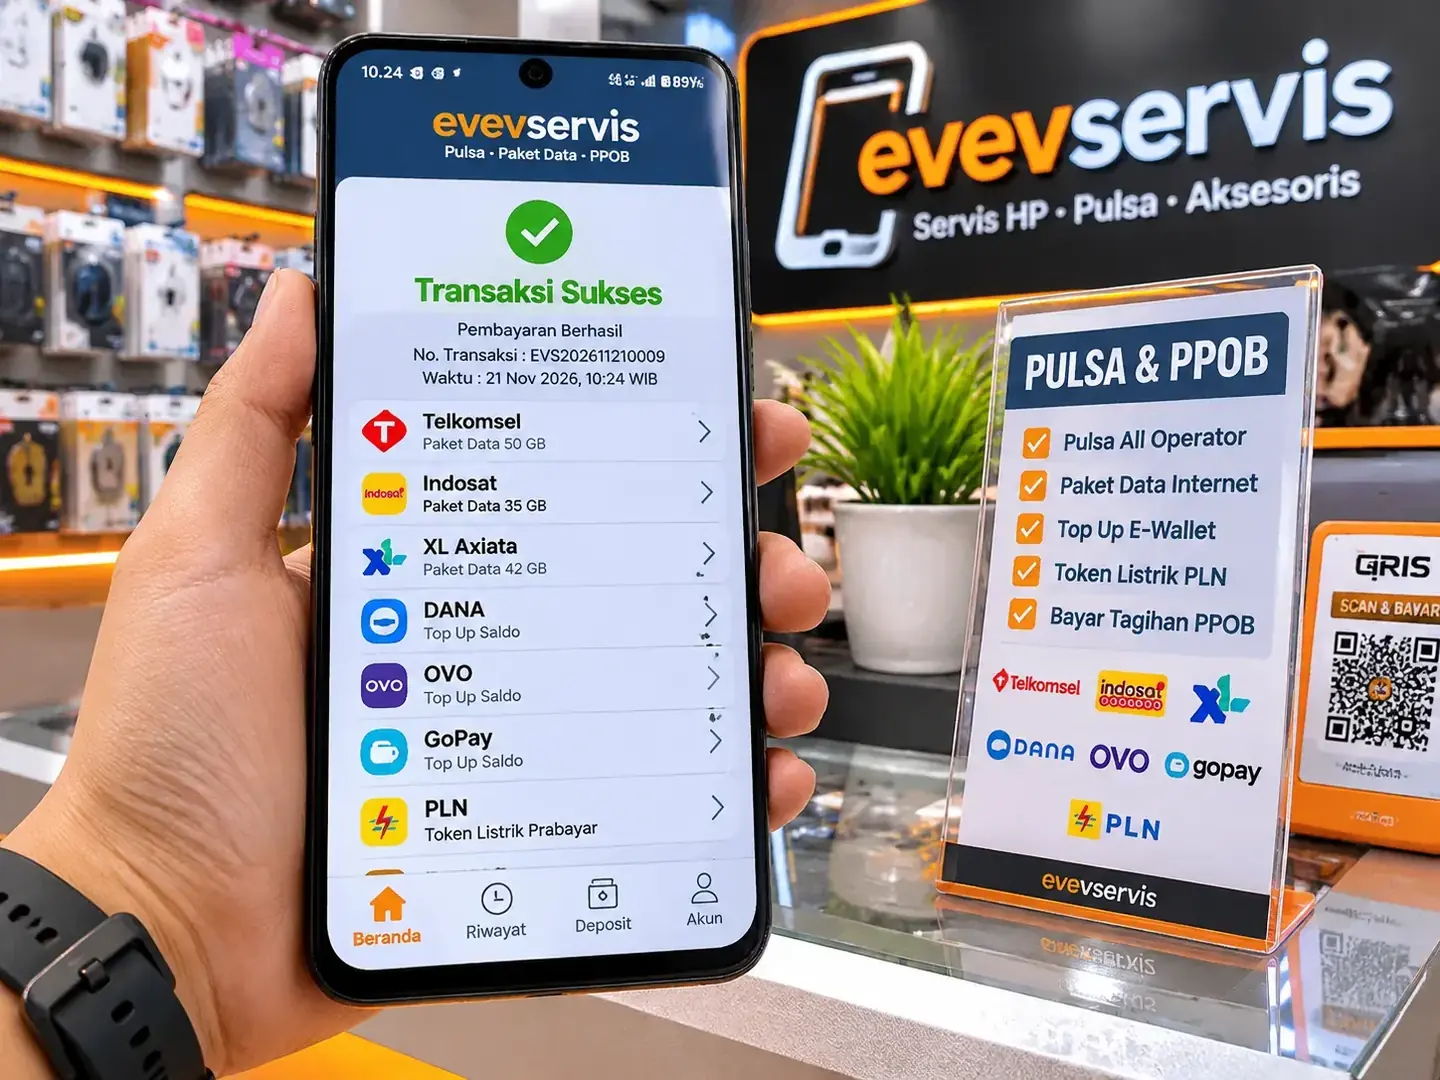 10.24
89%
evevservis
Pulsa • Paket Data • PPOB
Transaksi Sukses
Pembayaran Berhasil
No. Transaksi : EVS202611210009
Waktu : 21 Nov 2026, 10:24 WIB
Telkomsel
Paket Data 50 GB
indosat
Indosat
Paket Data 35 GB
XL Axiata
Paket Data 42 GB
DANA
Top Up Saldo
OVO
OVO
Top Up Saldo
GoPay
Top Up Saldo
PLN
Token Listrik Prabayar
Beranda
Riwayat
Deposit
Akun
evevservis
Servis HP • Pulsa • Aksesoris
PULSA & PPOB
Pulsa All Operator
Paket Data Internet
Top Up E-Wallet
Token Listrik PLN
Bayar Tagihan PPOB
Telkomsel
indosat
XL
DANA
OVO
gopay
PLN
evevservis
QRIS
SCAN & BAYAR